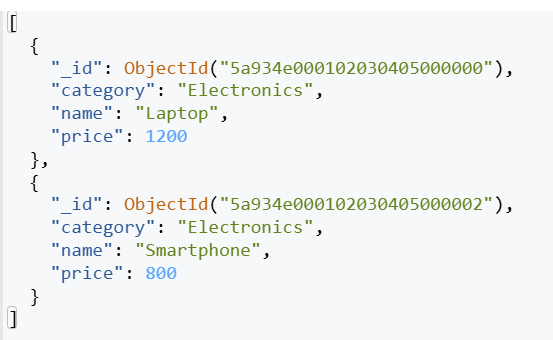 [
  {
    "_id": ObjectId("5a934e000102030405000000"),
    "category": "Electronics",
    "name": "Laptop",
    "price": 1200
  },
  {
    "_id": ObjectId("5a934e000102030405000002"),
    "category": "Electronics",
    "name": "Smartphone",
    "price": 800
  }
]